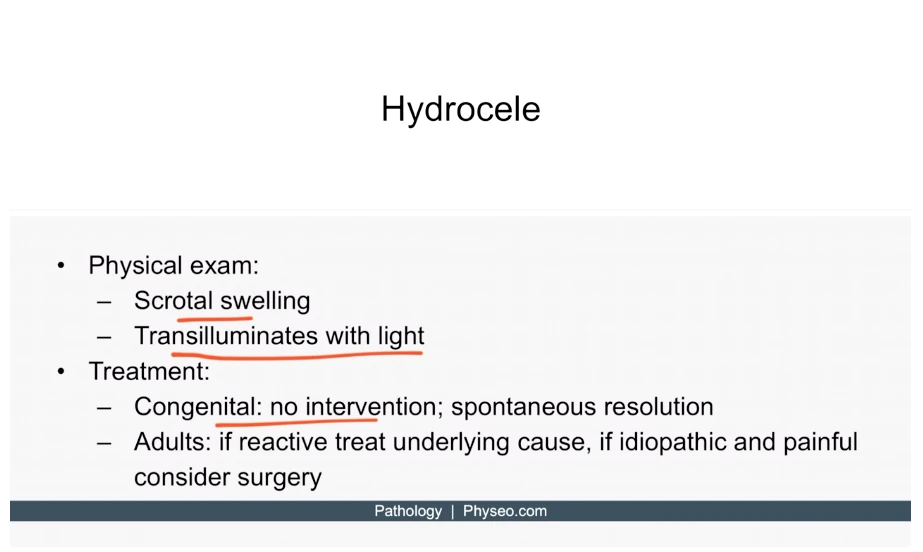 Hydrocele
• Physical exam:
– Scrotal swelling
– Transilluminates with light
• Treatment:
– Congenital: no intervention; spontaneous resolution
– Adults: if reactive treat underlying cause, if idiopathic and painful
consider surgery
Pathology | Physeo.com